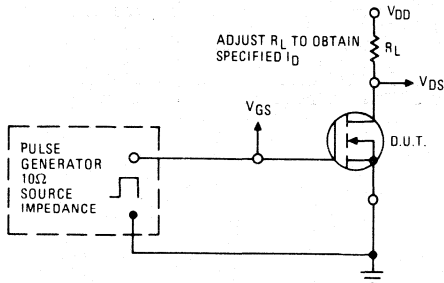 V_DD
ADJUST R_L TO OBTAIN
SPECIFIED I_D
R_L
V_DS
V_GS
D.U.T.
PULSE
GENERATOR
10Ω
SOURCE
IMPEDANCE